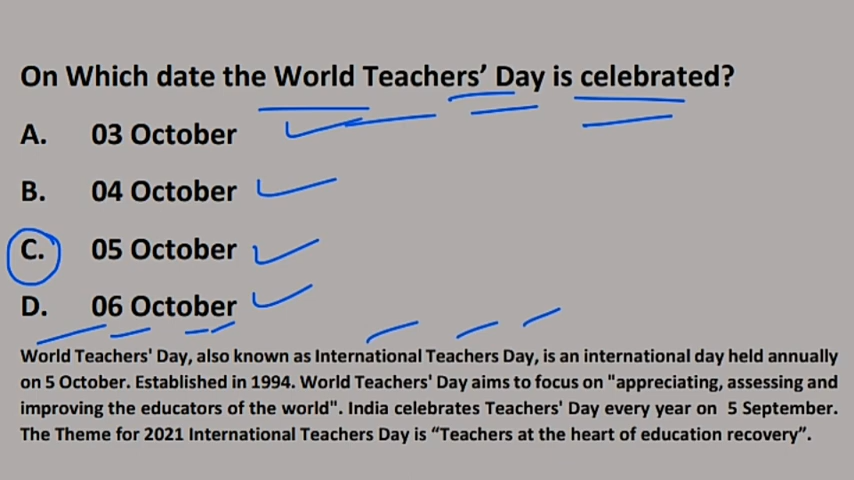 On Which date the World Teachers’ Day is celebrated?
A. 03 October
B. 04 October
C. 05 October
D. 06 October
World Teachers' Day, also known as International Teachers Day, is an international day held annually
on 5 October. Established in 1994. World Teachers' Day aims to focus on "appreciating, assessing and
improving the educators of the world". India celebrates Teachers' Day every year on 5 September.
The Theme for 2021 International Teachers Day is “Teachers at the heart of education recovery”.